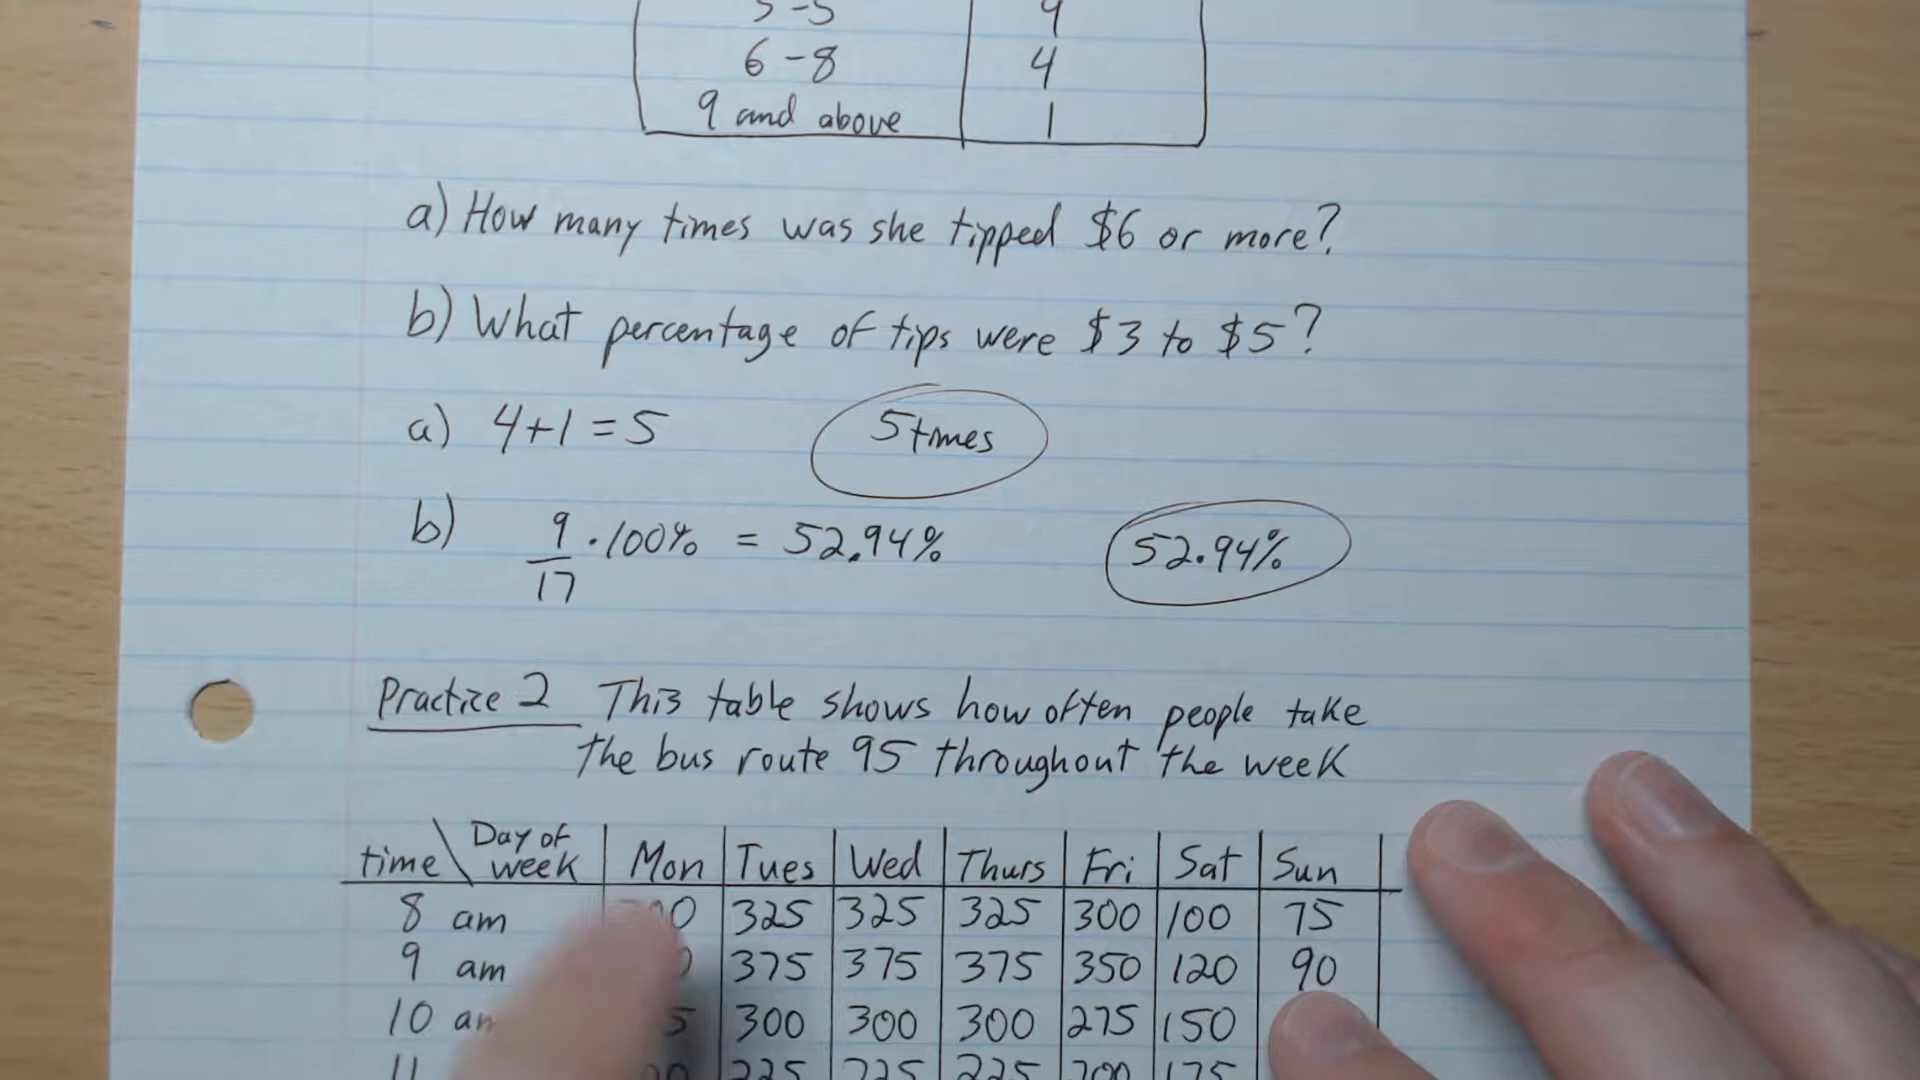 6-8 4
9 and above 1
a) How many times was she tipped $6 or more?
b) What percentage of tips were $3 to $5?
a) 4+1=5 5 times
b) 9/17 · 100% = 52.94% 52.94%
Practice 2 This table shows how often people take
the bus route 95 throughout the week
time \ Day of week Mon Tues Wed Thurs Fri Sat Sun
8 am 325 325 325 300 100 75
9 am 375 375 375 350 120 90
10 300 300 300 275 150
11 175